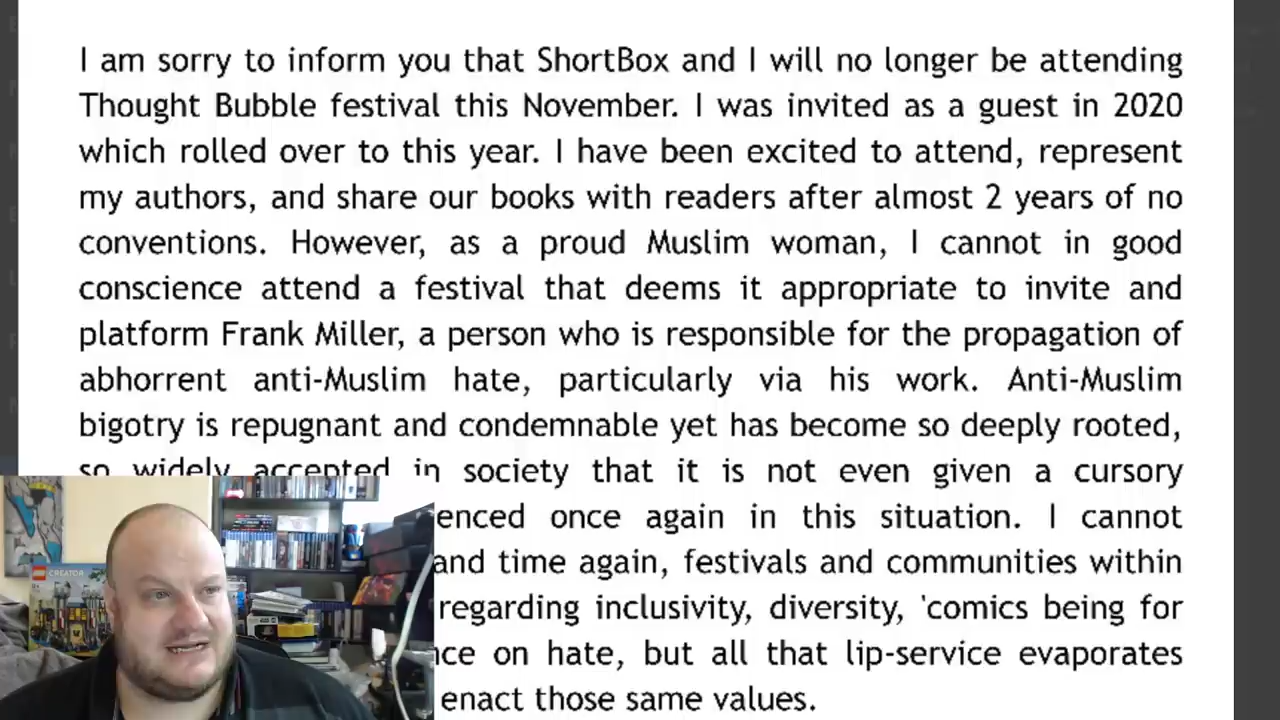 I am sorry to inform you that ShortBox and I will no longer be attending
Thought Bubble festival this November. I was invited as a guest in 2020
which rolled over to this year. I have been excited to attend, represent
my authors, and share our books with readers after almost 2 years of no
conventions. However, as a proud Muslim woman, I cannot in good
conscience attend a festival that deems it appropriate to invite and
platform Frank Miller, a person who is responsible for the propagation of
abhorrent anti-Muslim hate, particularly via his work. Anti-Muslim
bigotry is repugnant and condemnable yet has become so deeply rooted,
so widely accepted in society that it is not even given a cursory
enced once again in this situation. I cannot
and time again, festivals and communities within
regarding inclusivity, diversity, 'comics being for
nce on hate, but all that lip-service evaporates
enact those same values.
CREATOR